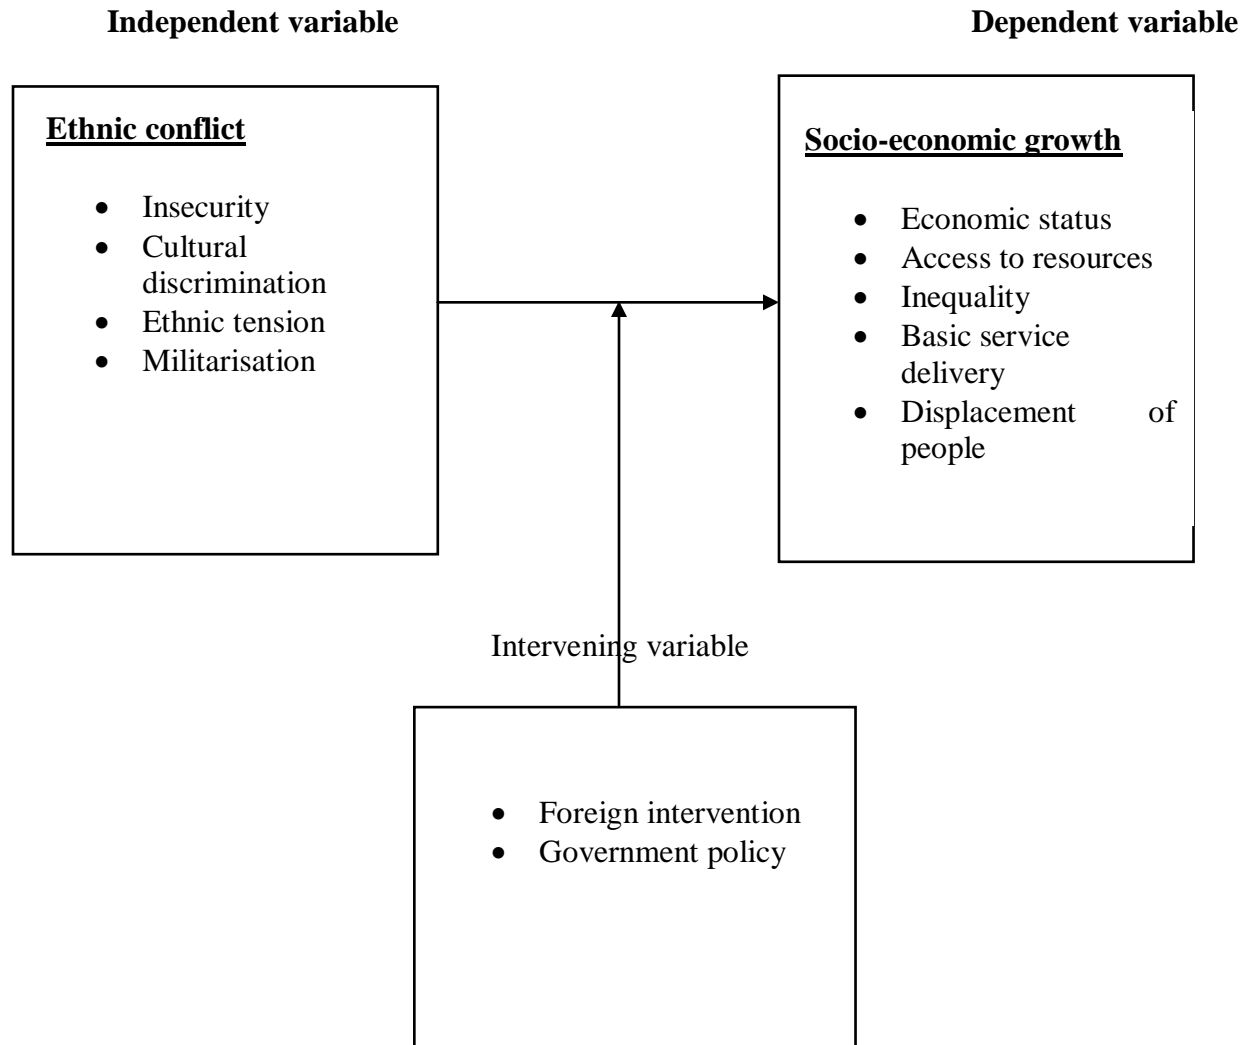 Independent variable
Dependent variable
Ethnic conflict
• Insecurity
• Cultural
discrimination
• Ethnic tension
• Militarisation
Socio-economic growth
• Economic status
• Access to resources
• Inequality
• Basic service
delivery
• Displacement of
people
Intervening variable
• Foreign intervention
• Government policy